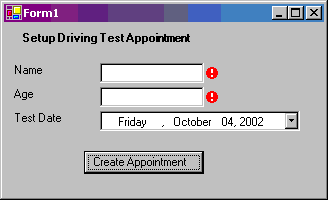 Form1
Setup Driving Test Appointment
Name
Age
Test Date
Friday , October 04, 2002
Create Appointment